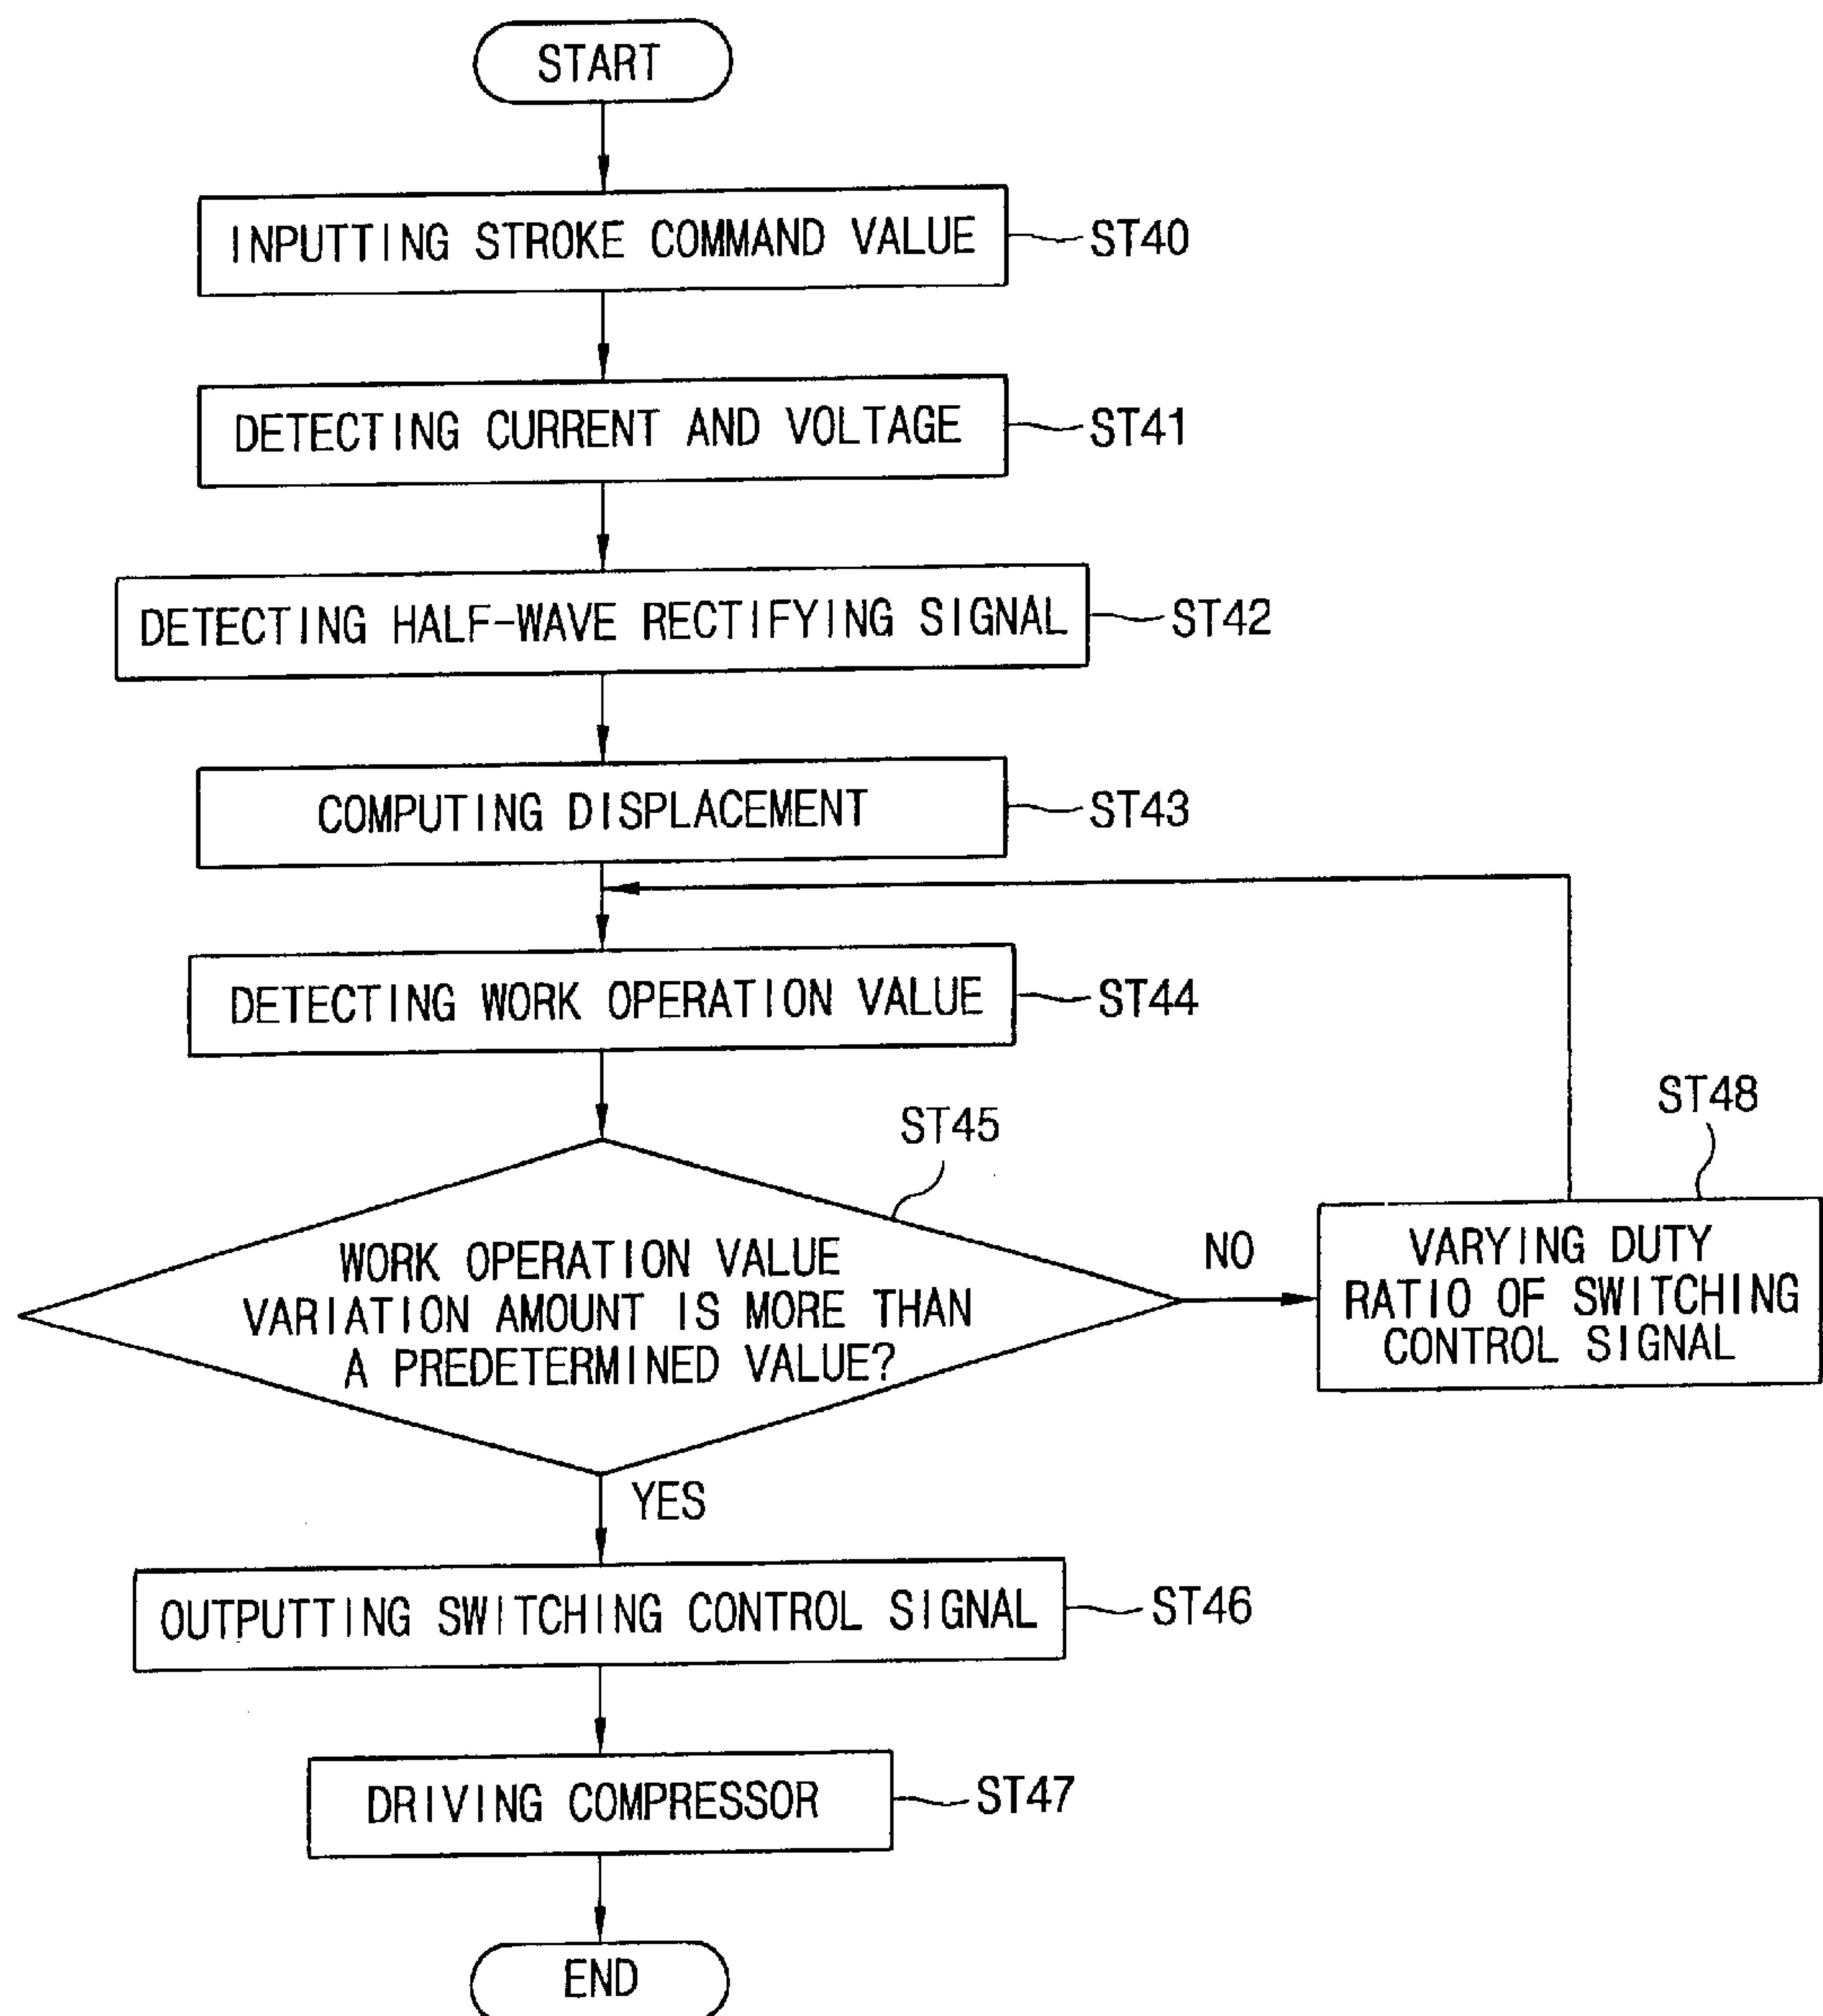 START
INPUTTING STROKE COMMAND VALUE
ST40
DETECTING CURRENT AND VOLTAGE
ST41
DETECTING HALF-WAVE RECTIFYING SIGNAL
ST42
COMPUTING DISPLACEMENT
ST43
DETECTING WORK OPERATION VALUE
ST44
ST45
WORK OPERATION VALUE
VARIATION AMOUNT IS MORE THAN
A PREDETERMINED VALUE?
NO
ST48
VARYING DUTY
RATIO OF SWITCHING
CONTROL SIGNAL
YES
OUTPUTTING SWITCHING CONTROL SIGNAL
ST46
DRIVING COMPRESSOR
ST47
END